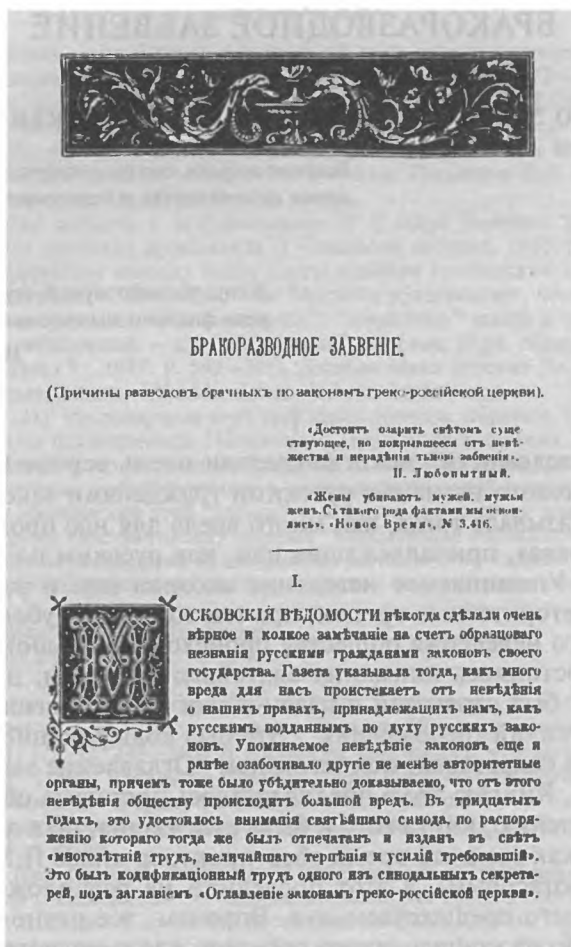 БРАКОРАЗВОДНОЕ ЗАБВЕНІЕ.
(Причины разводовъ брачныхъ по законамъ греко-россійской церкви).
«Достоитъ озарить свѣтомъ суще
ствующее, но покрывшееся отъ невѣ-
жества и нерадѣнія тьмою забвенія».
П. Любопытный.
«Жены убиваютъ мужей, мужья
женъ. Съ такого рода фактами мы освои-
лись». «Новое Время», № 3,416.
I.
МОСКОВСКІЯ ВѢДОМОСТИ нѣкогда сдѣлали очень
вѣрное и колкое замѣчаніе на счетъ образцоваго
незнанія русскими гражданами законовъ своего
государства. Газета указывала тогда, какъ много
вреда для насъ проистекаетъ отъ невѣдѣнія
о нашихъ правахъ, принадлежащихъ намъ, какъ
русскимъ подданнымъ по духу русскихъ зако-
новъ. Упоминаемое невѣдѣніе законовъ еще и
ранѣе озабочивало другіе не менѣе авторитетные
органы, причемъ тоже было убѣдительно доказываемо, что отъ этого
невѣдѣнія обществу происходитъ большой вредъ. Въ тридцатыхъ
годахъ, это удостоилось вниманія святѣйшаго синода, по распоря-
женію котораго тогда же былъ отпечатанъ и изданъ въ свѣтъ
«многолѣтній трудъ, величайшаго терпѣнія и усилій требовавшій».
Это былъ кодификаціонный трудъ одного изъ синодальныхъ секрета-
рей, подъ заглавіемъ «Оглавленіе законамъ греко-россійской церкви».